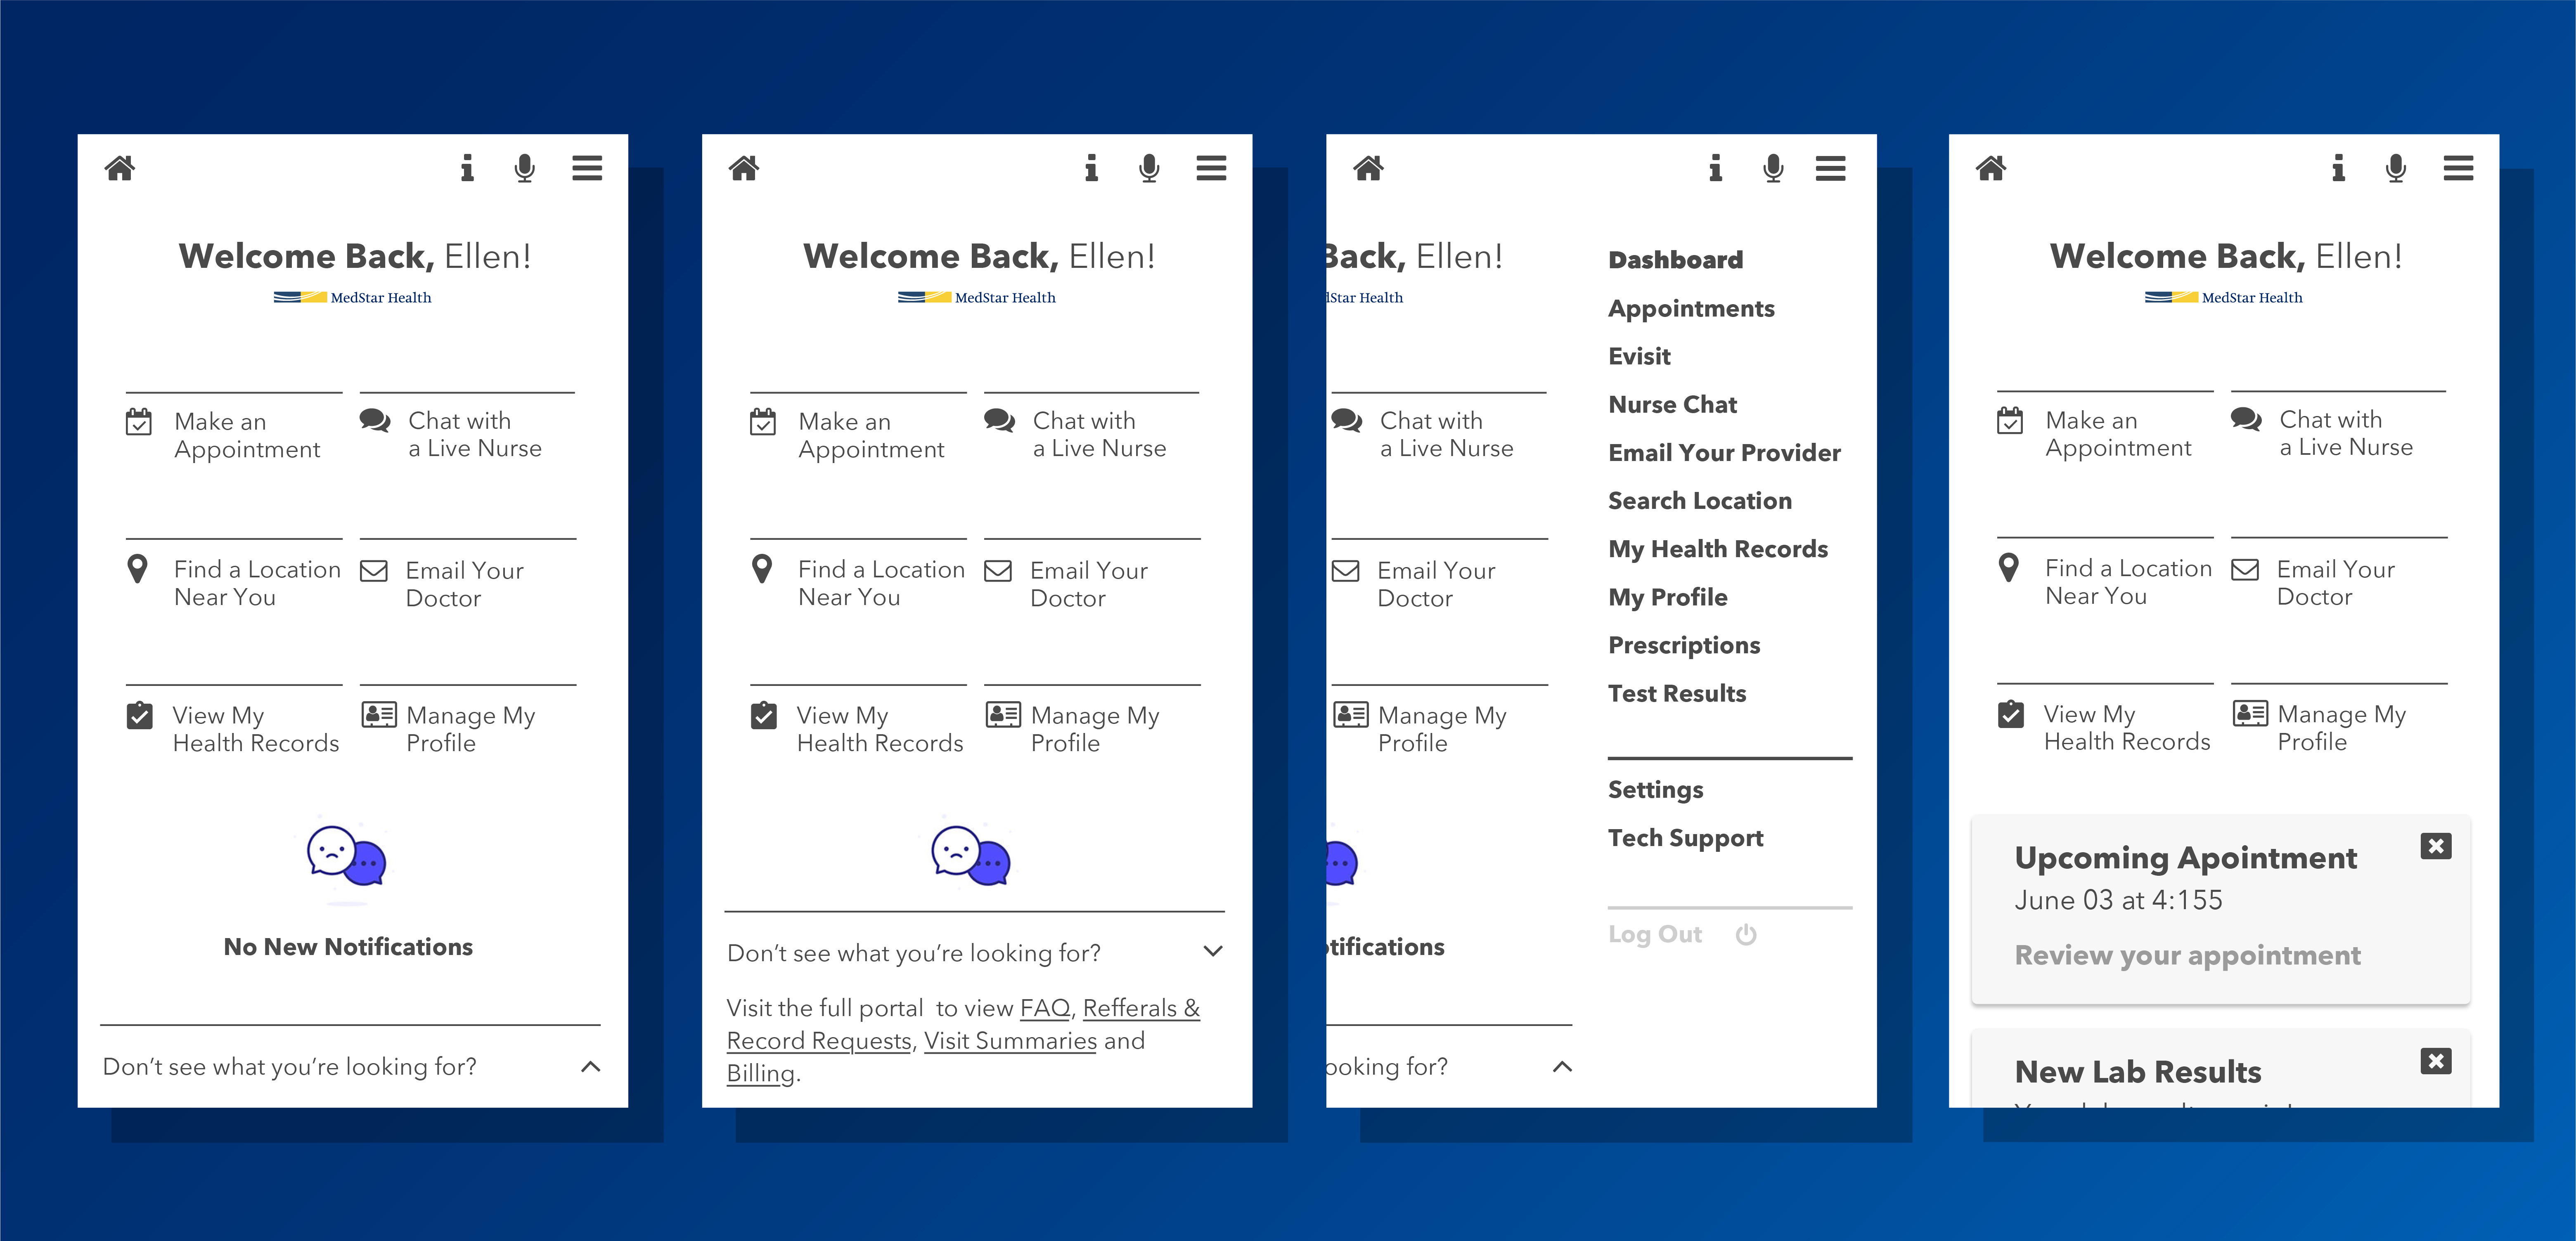 Welcome Back, Ellen!
MedStar Health
Make an
Appointment
Chat with
a Live Nurse
Find a Location
Near You
Email Your
Doctor
View My
Health Records
Manage My
Profile
No New Notifications
Don't see what you're looking for?
Welcome Back, Ellen!
MedStar Health
Make an
Appointment
Chat with
a Live Nurse
Find a Location
Near You
Email Your
Doctor
View My
Health Records
Manage My
Profile
Don't see what you're looking for?
Visit the full portal to view FAQ, Refferals &
Record Requests, Visit Summaries and
Billing.
Back, Ellen!
Star Health
Chat with
a Live Nurse
Email Your
Doctor
Manage My
Profile
tifications
ooking for?
Dashboard
Appointments
Evisit
Nurse Chat
Email Your Provider
Search Location
My Health Records
My Profile
Prescriptions
Test Results
Settings
Tech Support
Log Out
Welcome Back, Ellen!
MedStar Health
Make an
Appointment
Chat with
a Live Nurse
Find a Location
Near You
Email Your
Doctor
View My
Health Records
Manage My
Profile
Upcoming Apointment
June 03 at 4:155
Review your appointment
New Lab Results